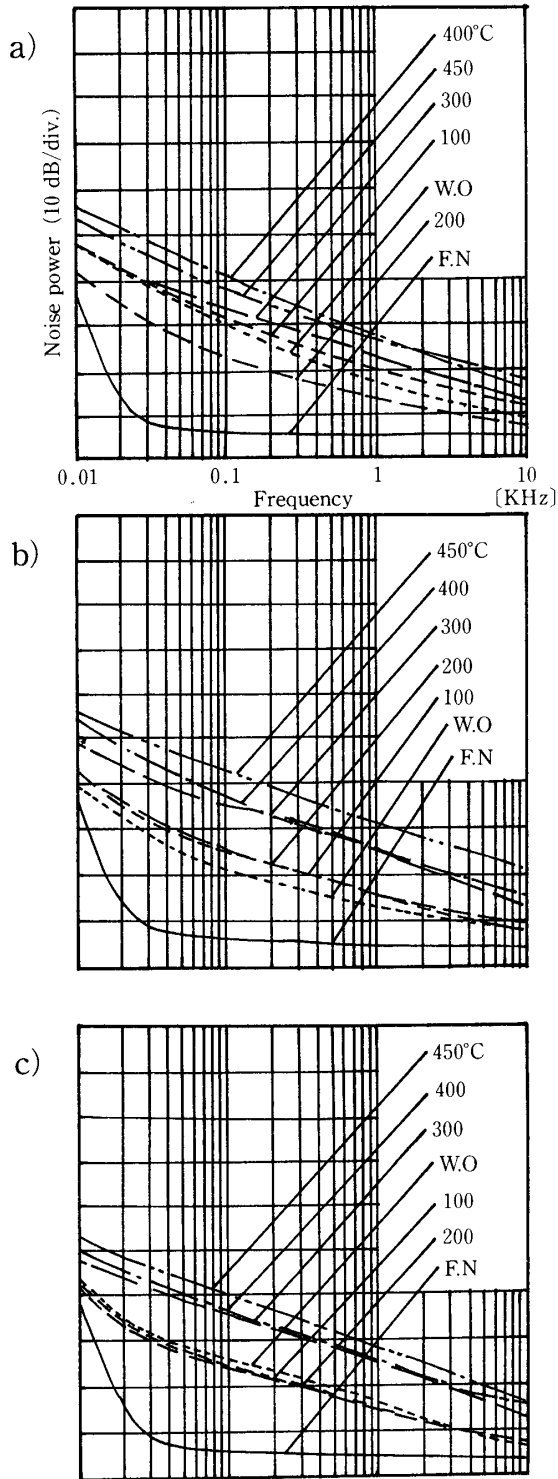 a)
Noise power (10 dB/div.)
400°C
450
300
100
W.O
200
F.N
0.01
0.1
1
10
Frequency
[KHz]
b)
450°C
400
300
200
100
W.O
F.N
c)
450°C
400
300
W.O
100
200
F.N